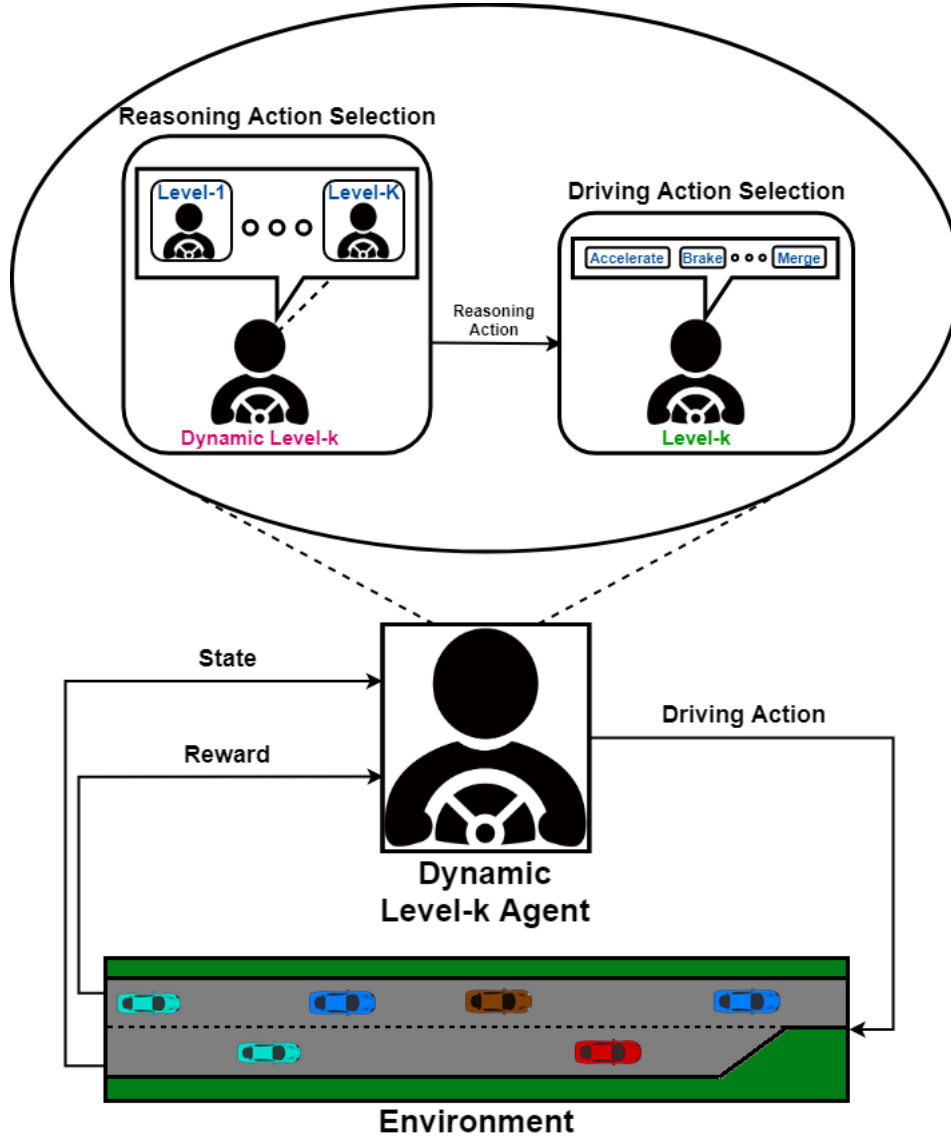 Reasoning Action Selection
Level-1
Level-K
Dynamic Level-k
Reasoning
Action
Driving Action Selection
Accelerate
Brake
Merge
Level-k
State
Reward
Driving Action
Dynamic
Level-k Agent
Environment